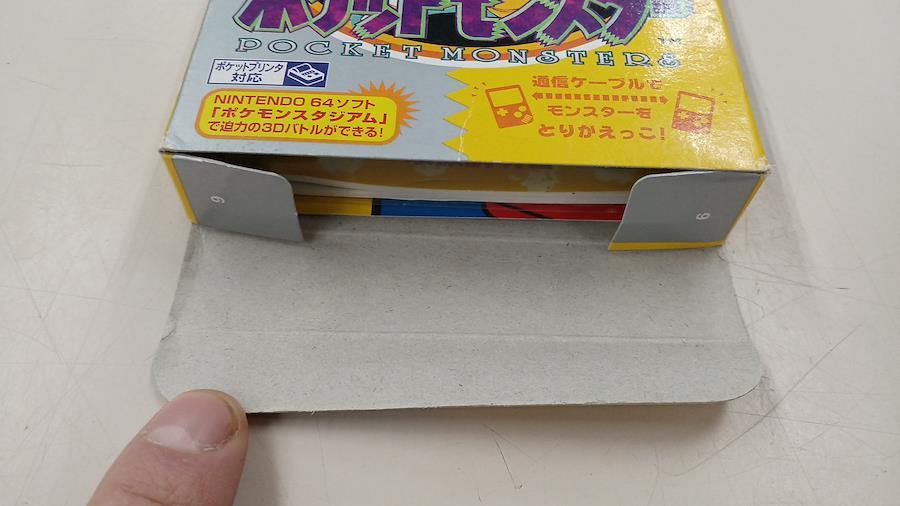 ポケットモンスター
POCKET MONSTERS
TM
ポケットプリンタ
対応
NINTENDO 64ソフト
「ポケモンスタジアム」
で迫力の3Dバトルができる!
通信ケーブルで
モンスターを
とりかえっこ!
6
6